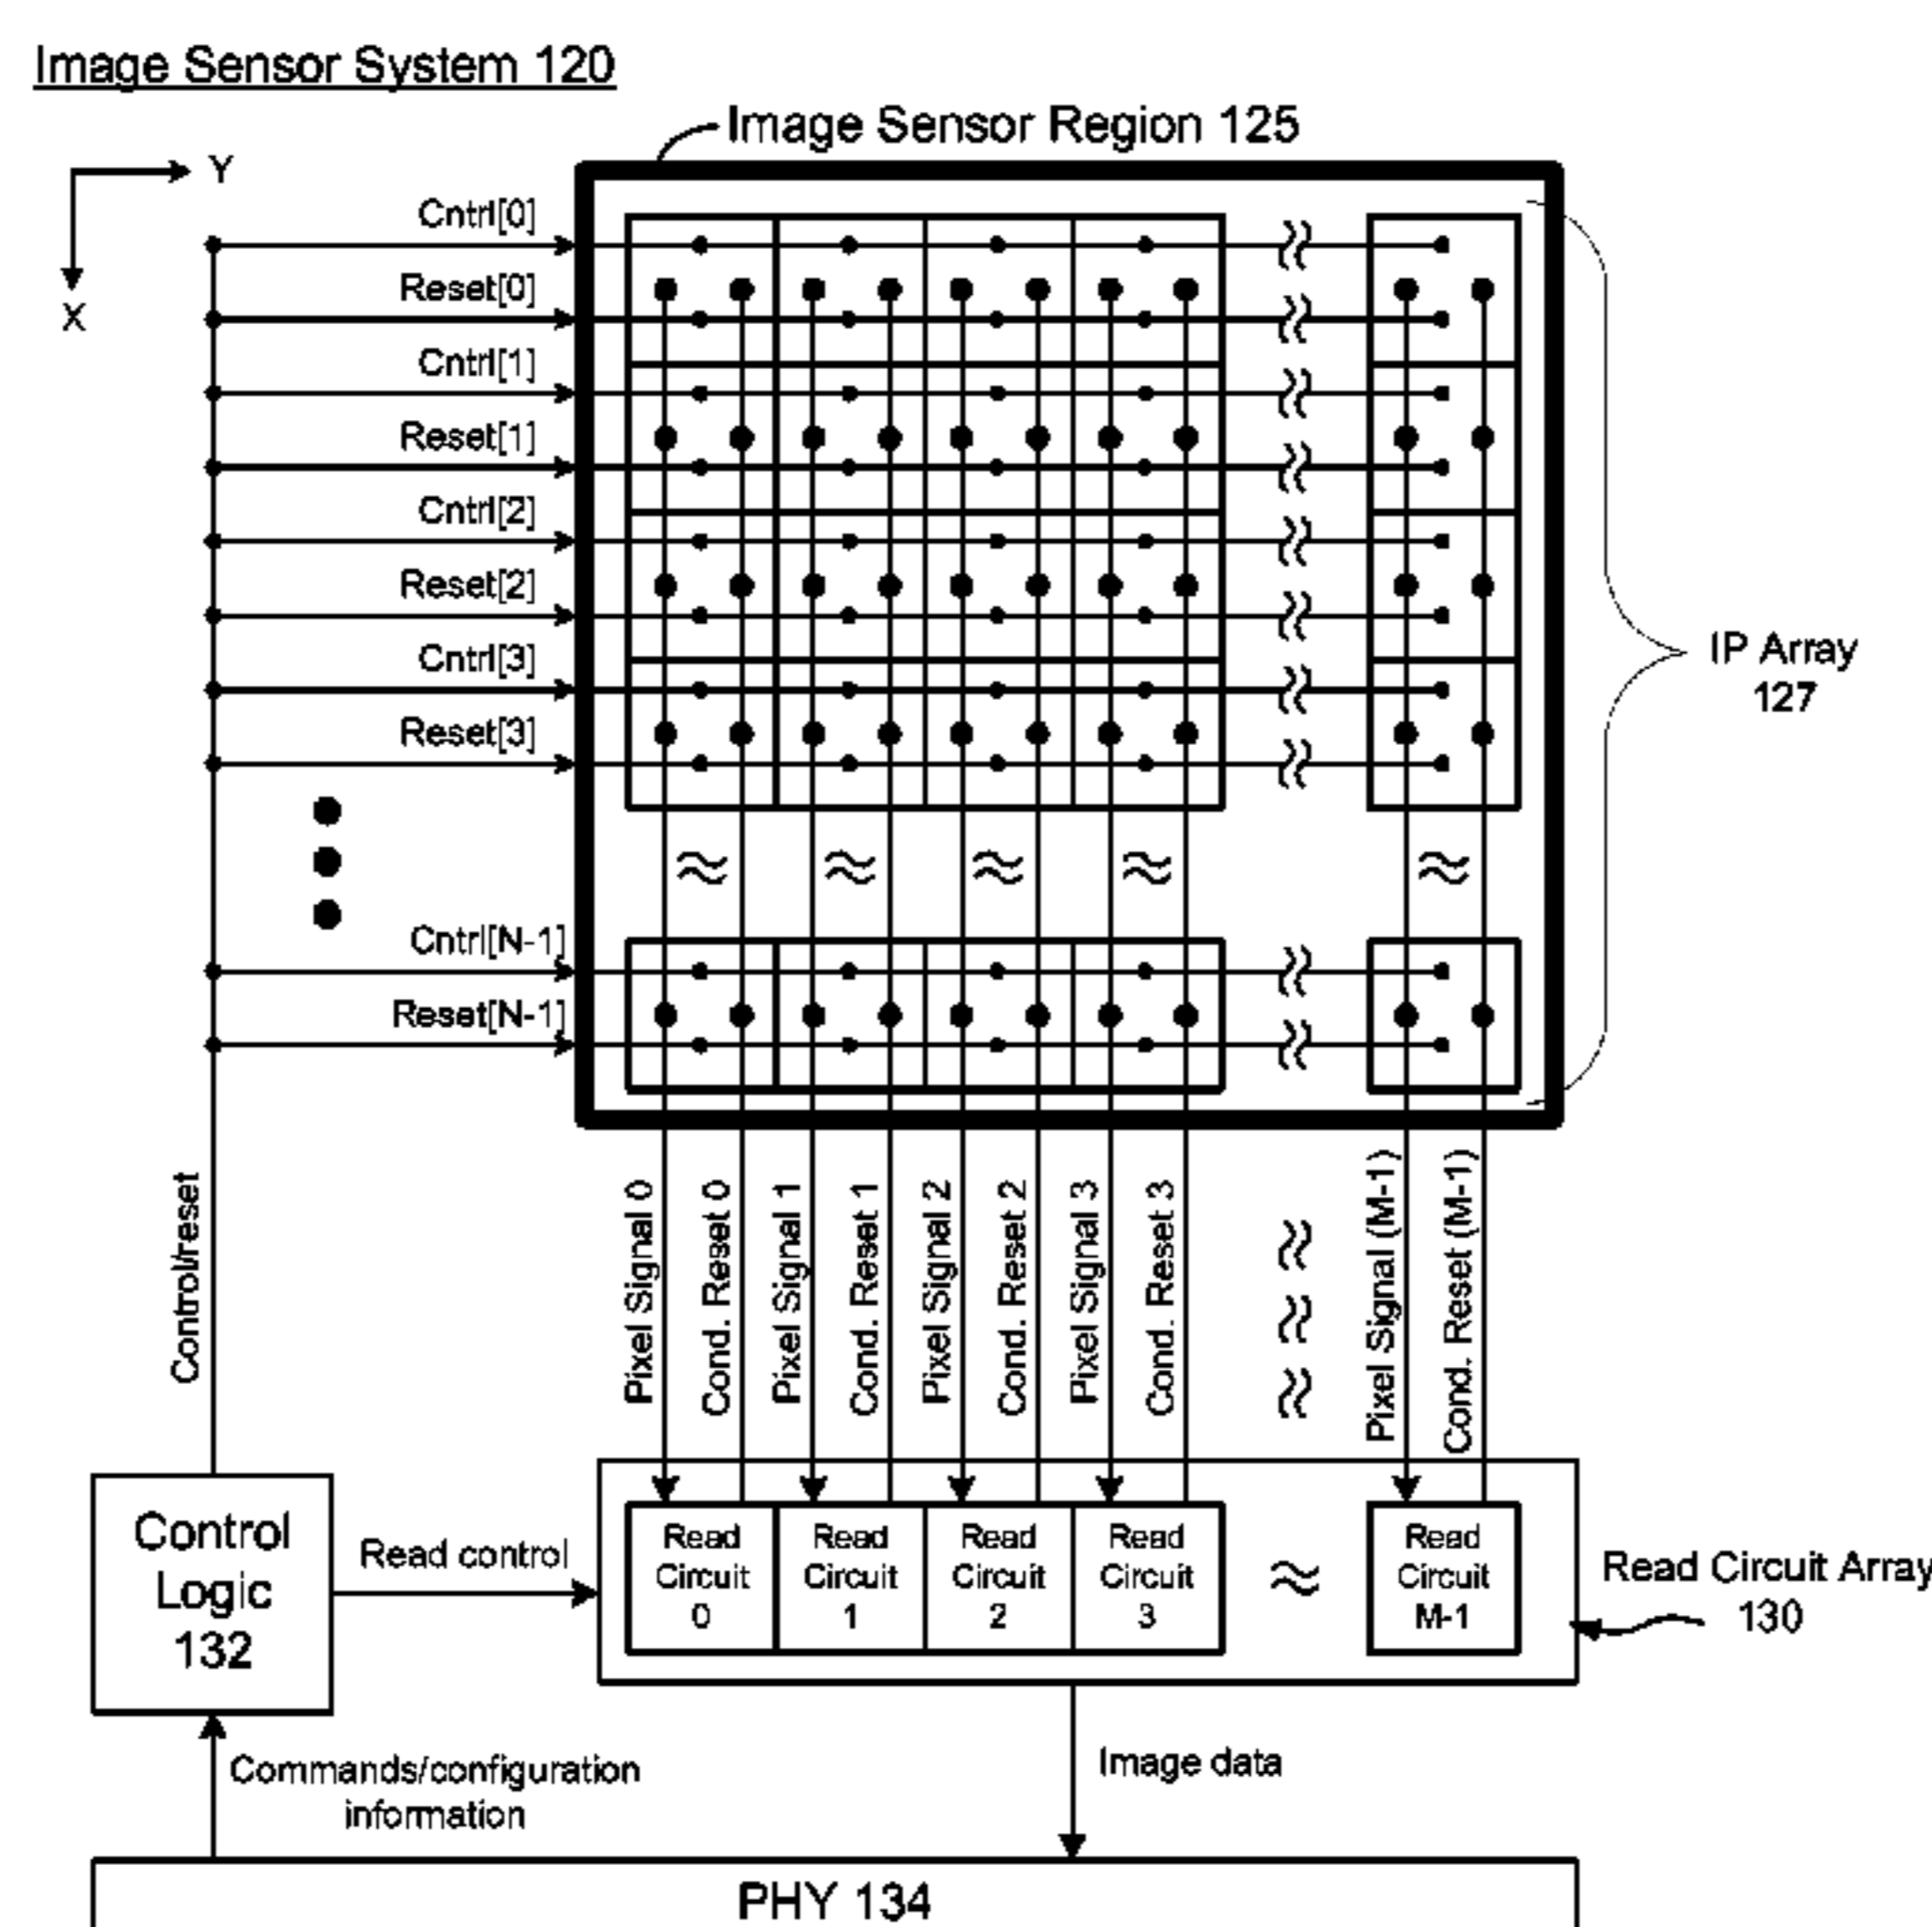 Image Sensor System 120
Image Sensor Region 125
Y
X
Cntrl[0]
Reset[0]
Cntrl[1]
Reset[1]
Cntrl[2]
Reset[2]
Cntrl[3]
Reset[3]
Cntrl[N-1]
Reset[N-1]
IP Array
127
Control/reset
Pixel Signal 0
Cond. Reset 0
Pixel Signal 1
Cond. Reset 1
Pixel Signal 2
Cond. Reset 2
Pixel Signal 3
Cond. Reset 3
Pixel Signal (M-1)
Cond. Reset (M-1)
Control
Logic
132
Read control
Read
Circuit
0
Read
Circuit
1
Read
Circuit
2
Read
Circuit
3
Read
Circuit
M-1
Read Circuit Array
130
Commands/configuration
information
Image data
PHY 134